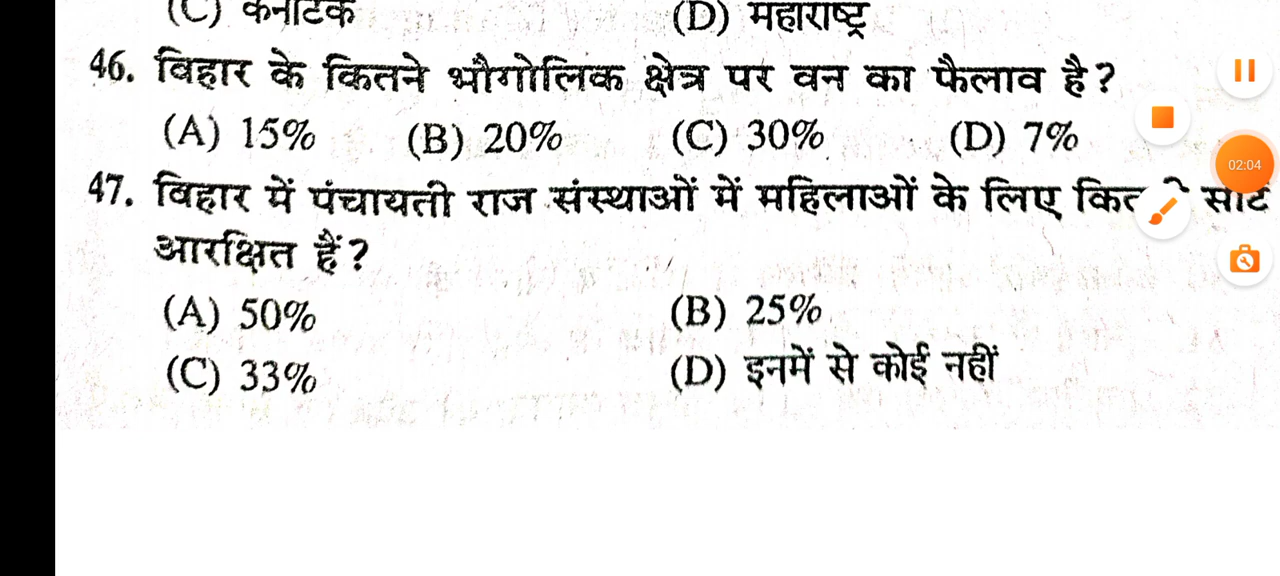 (C) कर्नाटक (D) महाराष्ट्र
46. विहार के कितने भौगोलिक क्षेत्र पर वन का फैलाव है?
(A) 15% (B) 20% (C) 30% (D) 7%
47. विहार में पंचायती राज संस्थाओं में महिलाओं के लिए सीट
आरक्षित हैं?
(A) 50% (B) 25%
(C) 33% (D) इनमें से कोई नहीं
02:04